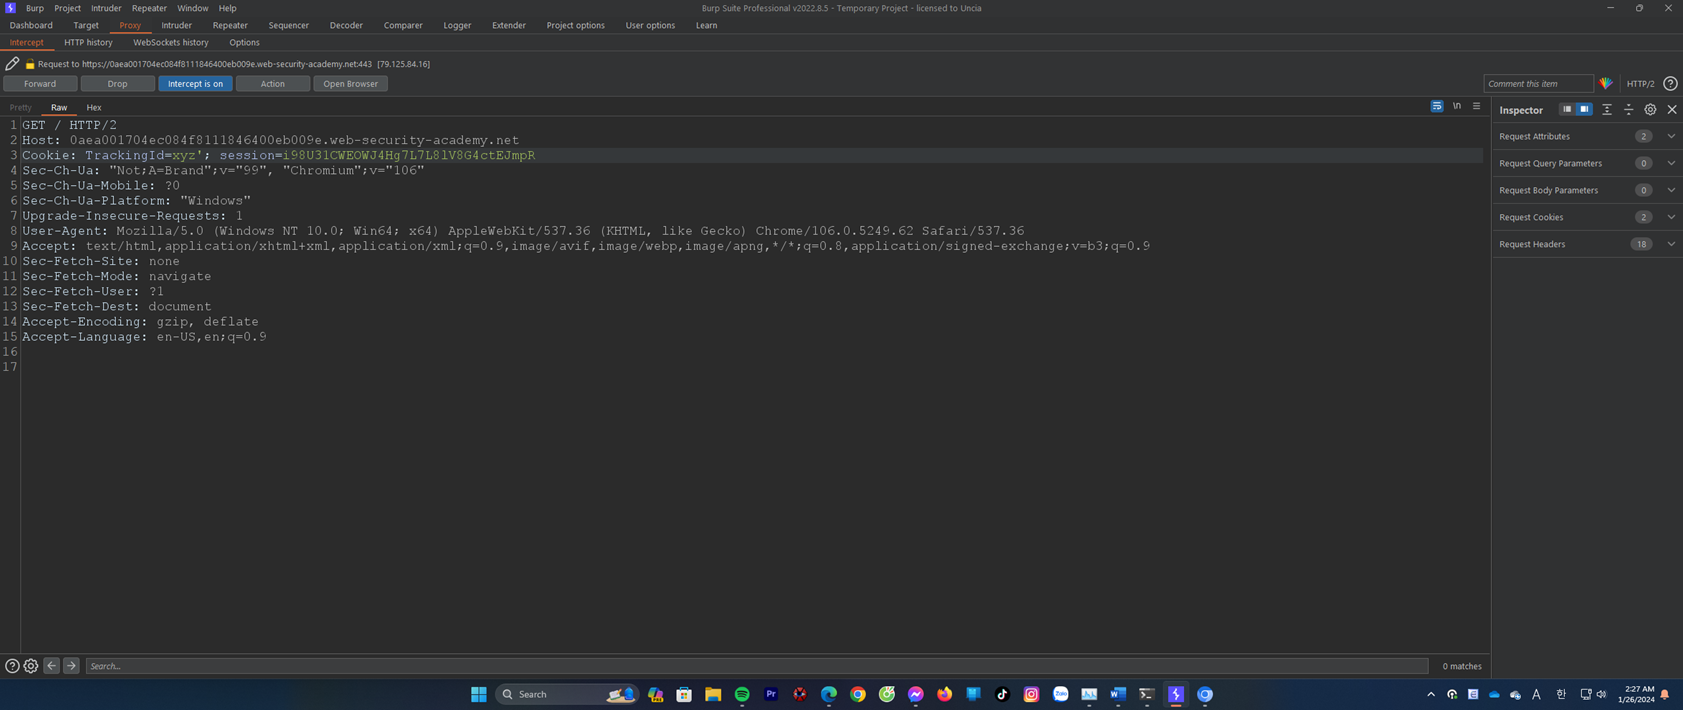 Burp Project Intruder Repeater Window Help
Burp Suite Professional v2022.8.5 - Temporary Project - licensed to Uncia
Dashboard Target Proxy Intruder Repeater Sequencer Decoder Comparer Logger Extender Project options User options Learn
Intercept HTTP history WebSockets history Options
Request to https://0aea001704ec084f8111846400eb009e.web-security-academy.net:443 [79.125.84.16]
Forward Drop Intercept is on Action Open Browser Comment this item HTTP/2 ?
Pretty Raw Hex \n
Inspector
1 GET / HTTP/2
2 Host: 0aea001704ec084f8111846400eb009e.web-security-academy.net
3 Cookie: TrackingId=xyz'; session=i98U31CWEOWJ4Hg7L7L8lV8G4ctEJmpR
4 Sec-Ch-Ua: "Not;A=Brand";v="99", "Chromium";v="106"
5 Sec-Ch-Ua-Mobile: ?0
6 Sec-Ch-Ua-Platform: "Windows"
7 Upgrade-Insecure-Requests: 1
8 User-Agent: Mozilla/5.0 (Windows NT 10.0; Win64; x64) AppleWebKit/537.36 (KHTML, like Gecko) Chrome/106.0.5249.62 Safari/537.36
9 Accept: text/html,application/xhtml+xml,application/xml;q=0.9,image/avif,image/webp,image/apng,*/*;q=0.8,application/signed-exchange;v=b3;q=0.9
10 Sec-Fetch-Site: none
11 Sec-Fetch-Mode: navigate
12 Sec-Fetch-User: ?1
13 Sec-Fetch-Dest: document
14 Accept-Encoding: gzip, deflate
15 Accept-Language: en-US,en;q=0.9
16
17
Request Attributes 2
Request Query Parameters 0
Request Body Parameters 0
Request Cookies 2
Request Headers 18
? Search... 0 matches
Search Pr Zalo A 한 2:27 AM
1/26/2024